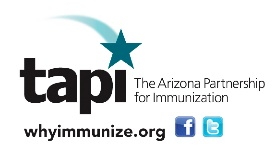 tapi The Arizona Partnership
for Immunization
whyimmunize.org f t